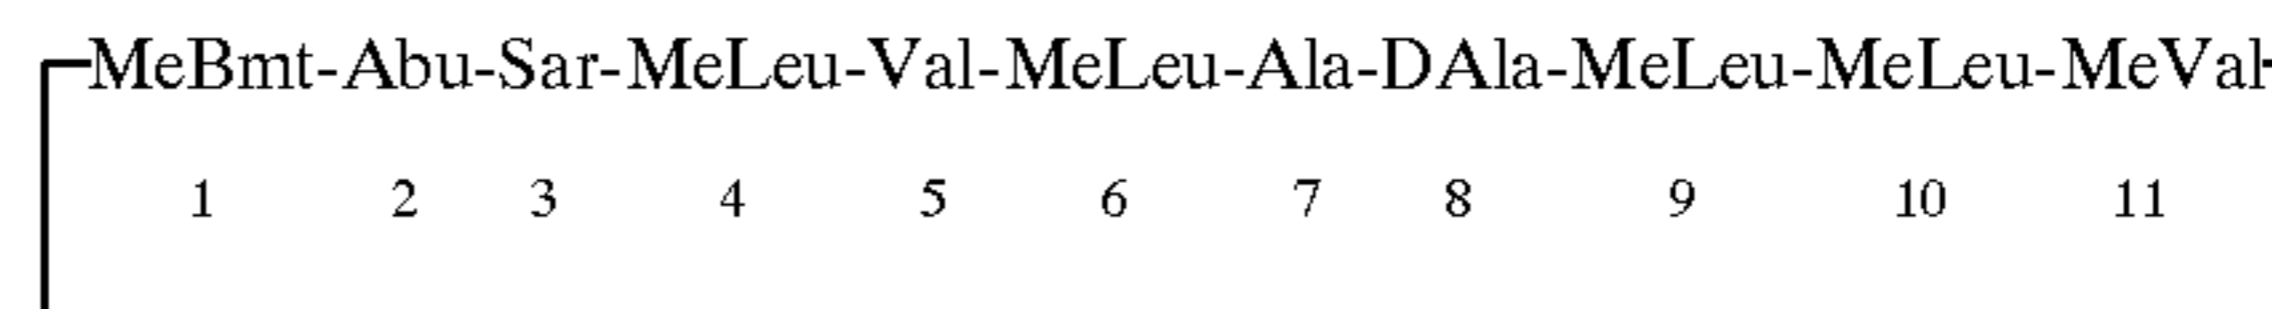 MeBmt-Abu-Sar-MeLeu-Val-MeLeu-Ala-DAla-MeLeu-MeLeu-MeVal-
1 2 3 4 5 6 7 8 9 10 11